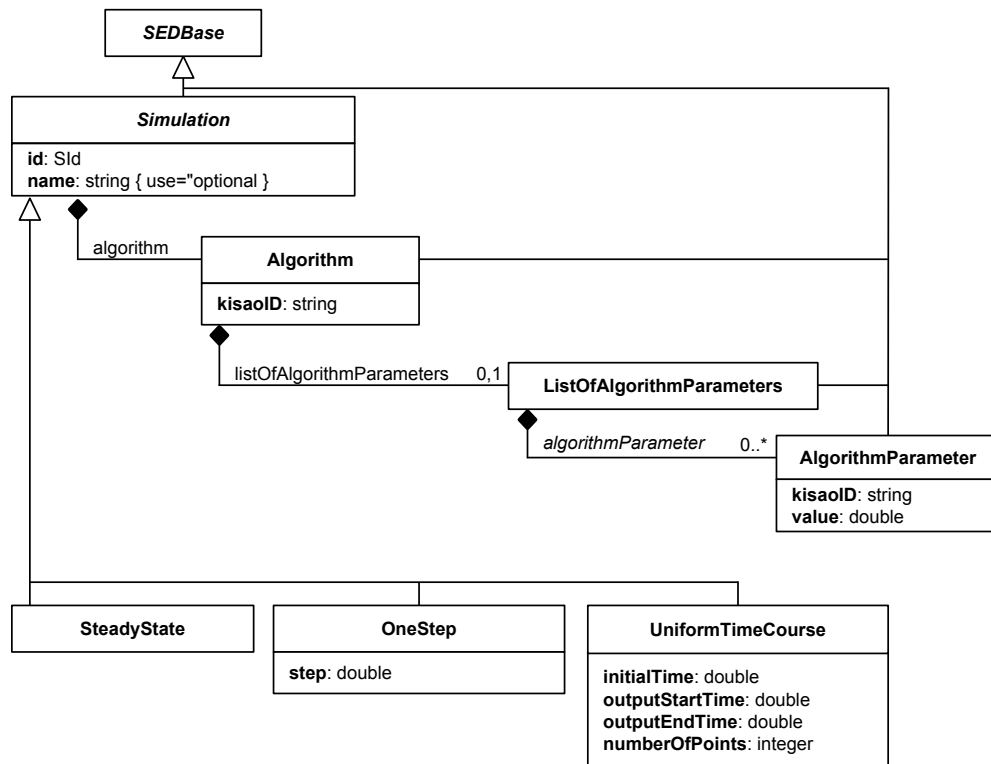 SEDBase
Simulation
id: SId
name: string { use="optional }
algorithm
Algorithm
kisaoID: string
listOfAlgorithmParameters 0,1
ListOfAlgorithmParameters
algorithmParameter 0..*
AlgorithmParameter
kisaoID: string
value: double
SteadyState
OneStep
step: double
UniformTimeCourse
initialTime: double
outputStartTime: double
outputEndTime: double
numberOfPoints: integer